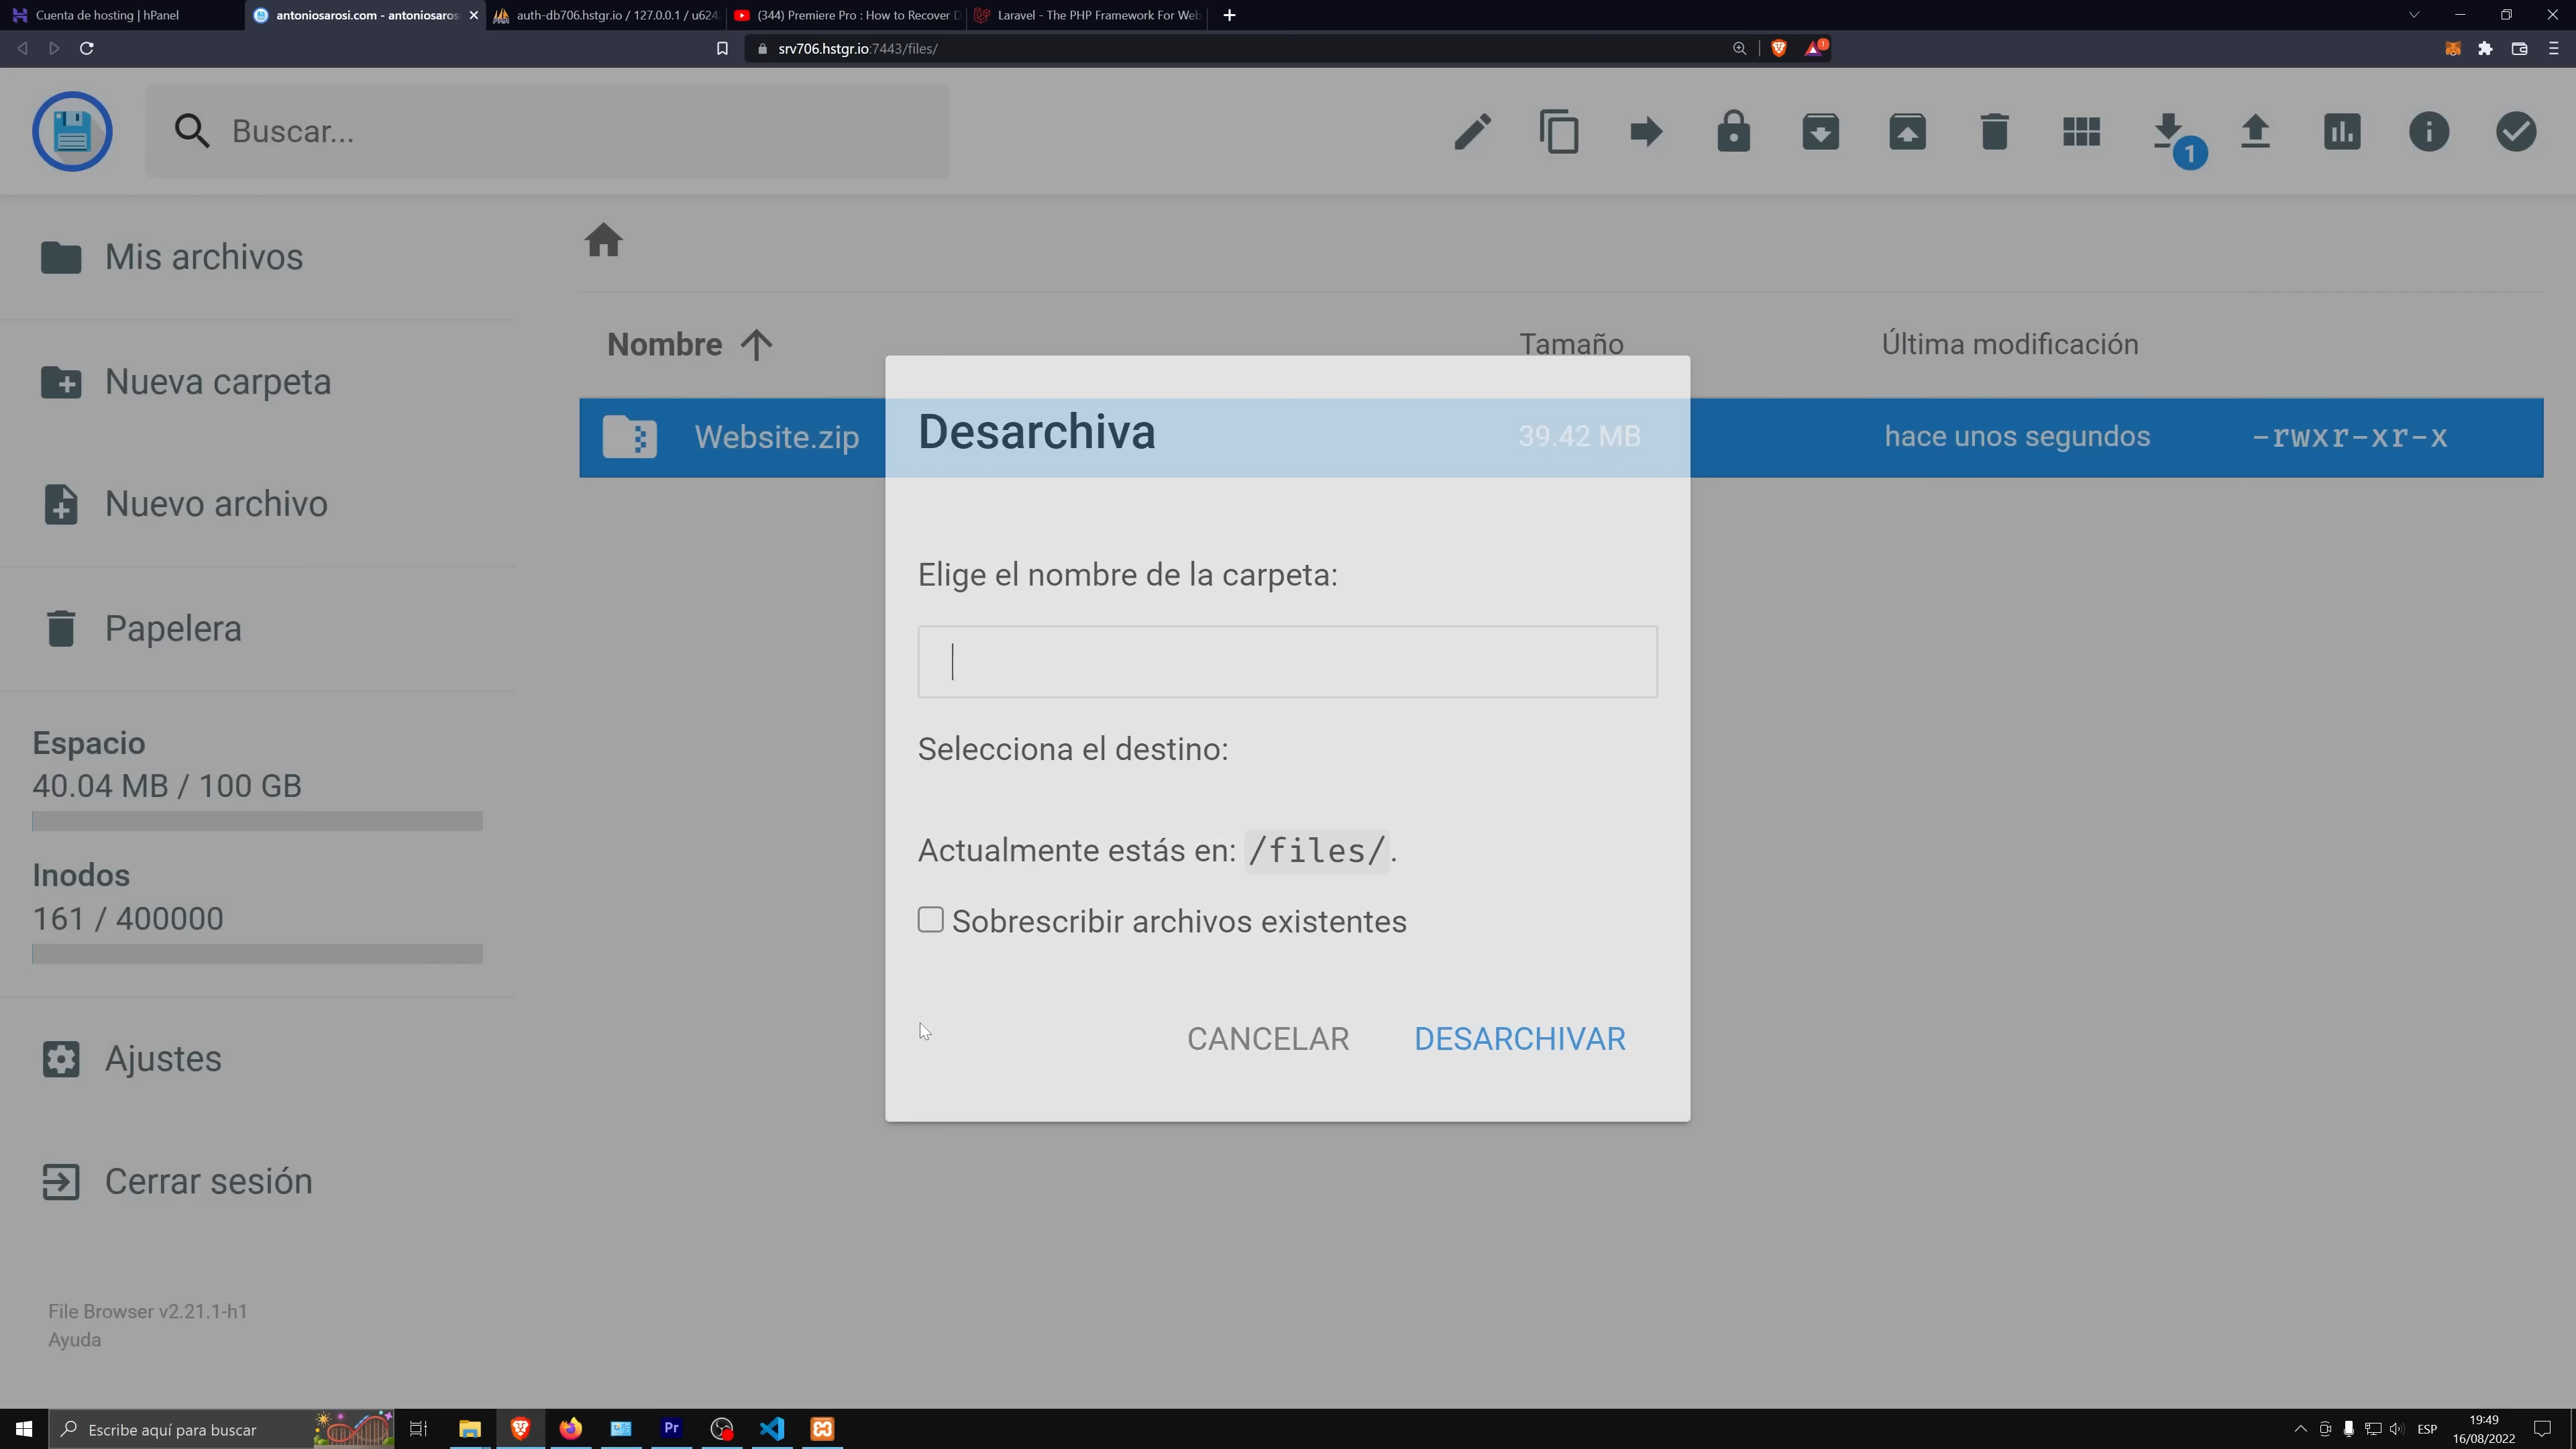 Cuenta de hosting | hPanel
antoniosarosi.com - antoniosaros
auth-db706.hstgr.io / 127.0.0.1 / u624
(344) Premiere Pro : How to Recover D
Laravel - The PHP Framework For Web
srv706.hstgr.io:7443/files/
1
Buscar...
1
Mis archivos
Nueva carpeta
Nuevo archivo
Papelera
Espacio
40.04 MB / 100 GB
Inodos
161 / 400000
Ajustes
Cerrar sesión
File Browser v2.21.1-h1
Ayuda
Nombre
Tamaño
Última modificación
Website.zip
39.42 MB
hace unos segundos
-rwxr-xr-x
Desarchiva
Elige el nombre de la carpeta:
Selecciona el destino:
Actualmente estás en: /files/.
Sobrescribir archivos existentes
CANCELAR
DESARCHIVAR
Escribe aquí para buscar
Pr
ESP
19:49
16/08/2022